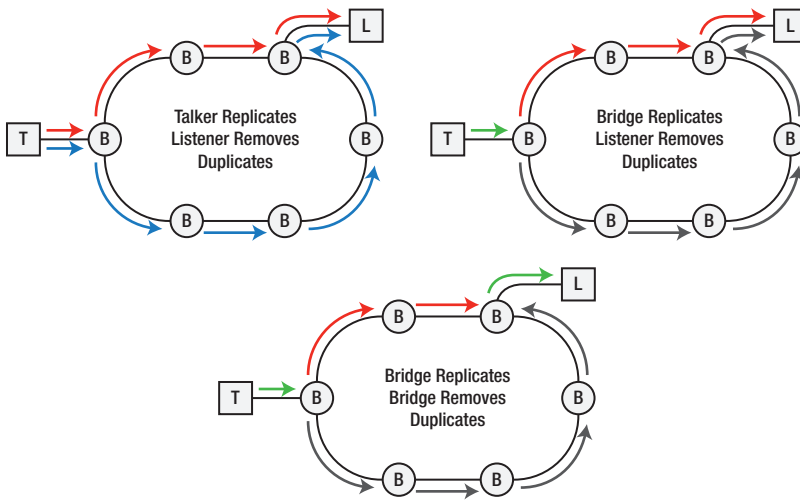 L
B
B
T
B
Talker Replicates
Listener Removes
Duplicates
B
B
B
L
B
B
T
B
Bridge Replicates
Listener Removes
Duplicates
B
B
B
L
B
B
T
B
Bridge Replicates
Bridge Removes
Duplicates
B
B
B